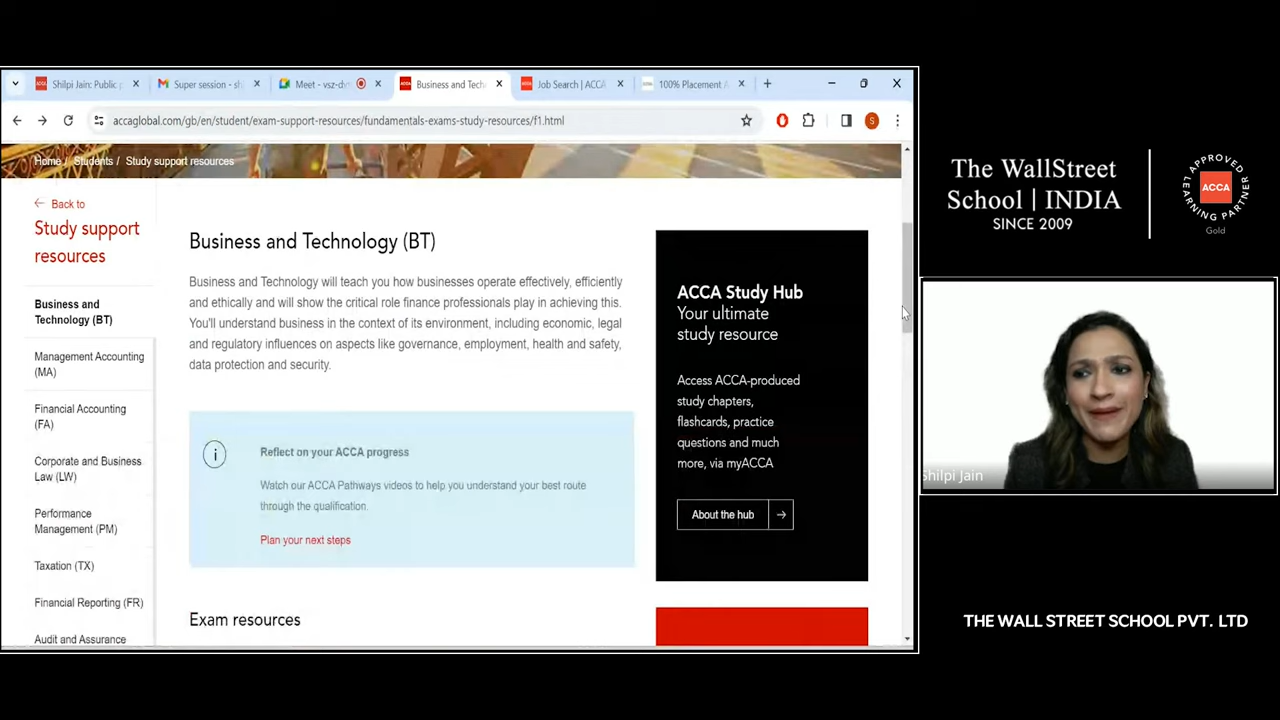 Shilpi Jain: Public
Super session - sh
Meet - vsz-dv
Business and Tech
Job Search | ACCA
100% Placement A
accaglobal.com/gb/en/student/exam-support-resources/fundamentals-exams-study-resources/f1.html
S
Home / Students / Study support resources
Back to
Study support
resources
Business and
Technology (BT)
Management Accounting
(MA)
Financial Accounting
(FA)
Corporate and Business
Law (LW)
Performance
Management (PM)
Taxation (TX)
Financial Reporting (FR)
Audit and Assurance
Business and Technology (BT)
Business and Technology will teach you how businesses operate effectively, efficiently
and ethically and will show the critical role finance professionals play in achieving this.
You'll understand business in the context of its environment, including economic, legal
and regulatory influences on aspects like governance, employment, health and safety,
data protection and security.
Reflect on your ACCA progress
Watch our ACCA Pathways videos to help you understand your best route
through the qualification.
Plan your next steps
Exam resources
ACCA Study Hub
Your ultimate
study resource
Access ACCA-produced
study chapters,
flashcards, practice
questions and much
more, via myACCA
About the hub
The WallStreet
School | INDIA
SINCE 2009
APPROVED
ACCA
LEARNING PARTNER
Gold
Shilpi Jain
THE WALL STREET SCHOOL PVT. LTD